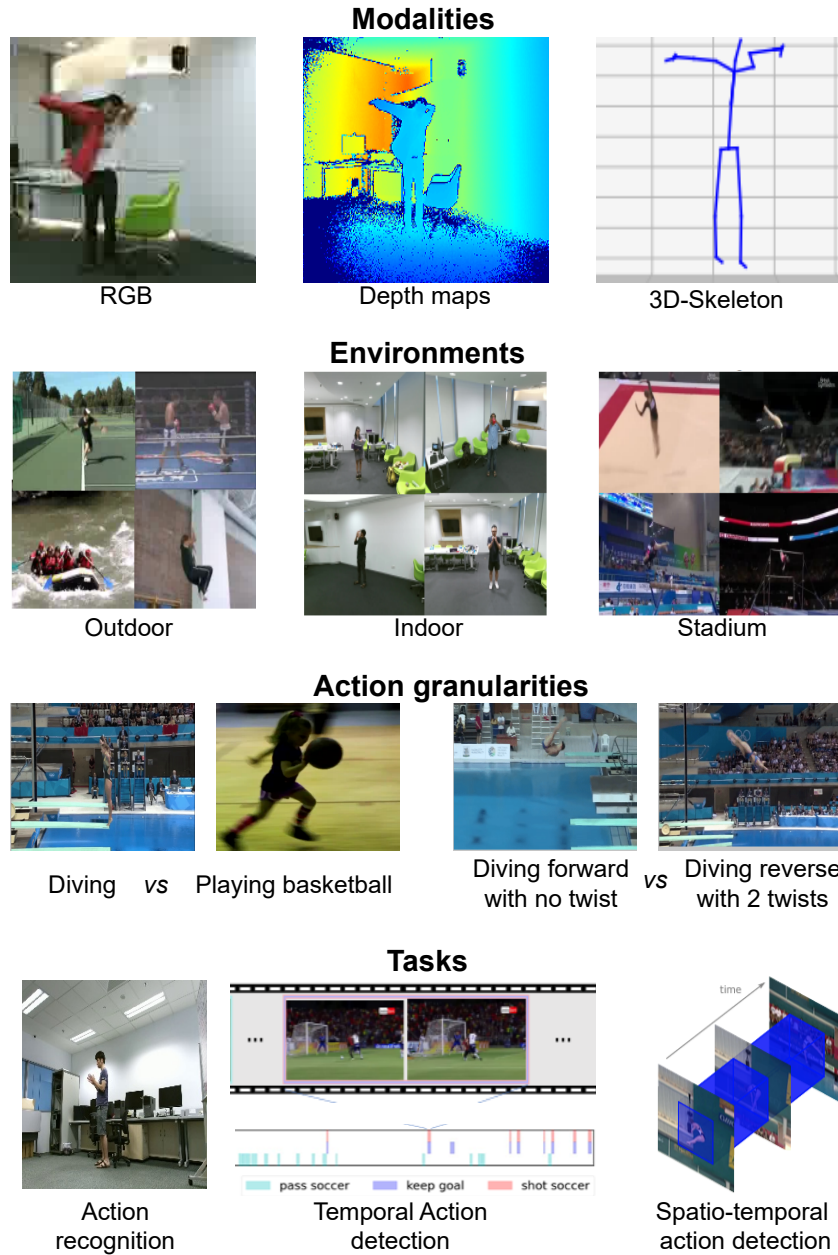 Modalities
RGB
Depth maps
3D-Skeleton
Environments
Outdoor
Indoor
Stadium
Action granularities
Diving vs Playing basketball
Diving forward
with no twist
vs
Diving reverse
with 2 twists
Tasks
time
...
...
pass soccer
keep goal
shot soccer
Action
recognition
Temporal Action
detection
Spatio-temporal
action detection